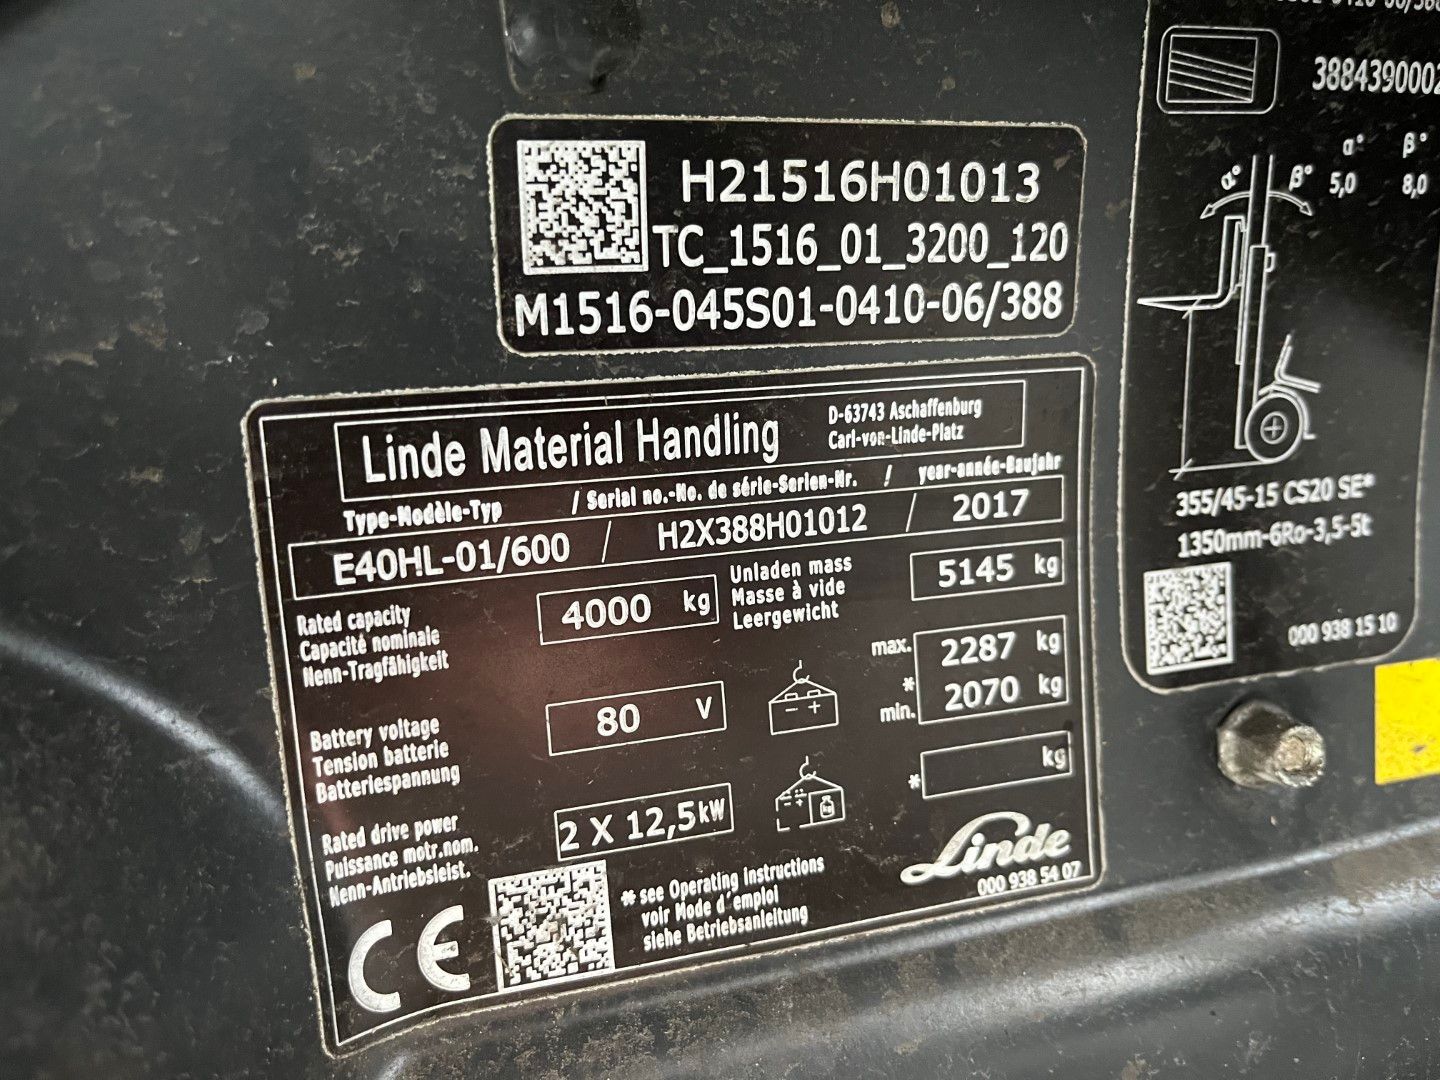 H21516H01013
TC_1516_01_3200_120
M1516-045S01-0410-06/388
Linde Material Handling
D-63743 Aschaffenburg
Carl-von-Linde-Platz
Type-Modèle-Typ / Serial no.-No. de série-Serien-Nr. / year-année-Baujahr
E40HL-01/600 / H2X388H01012 / 2017
Rated capacity
Capacité nominale
Nenn-Tragfähigkeit
4000 kg
Unladen mass
Masse à vide
Leergewicht
5145 kg
Battery voltage
Tension batterie
Batteriespannung
80 V
- +
max. 2287 kg
*
min. 2070 kg
Rated drive power
Puissance motr.nom.
Nenn-Antriebsleist.
2 X 12,5 kW
- +
kg
* kg
CE
* see Operating Instructions
voir Mode d'emploi
siehe Betriebsanleitung
Linde
000 938 54 07
3884390002
α° β°
5,0 8,0
α° β°
355/45-15 CS20 SE*
1350mm-6Ro-3,5-5t
000 938 15 10